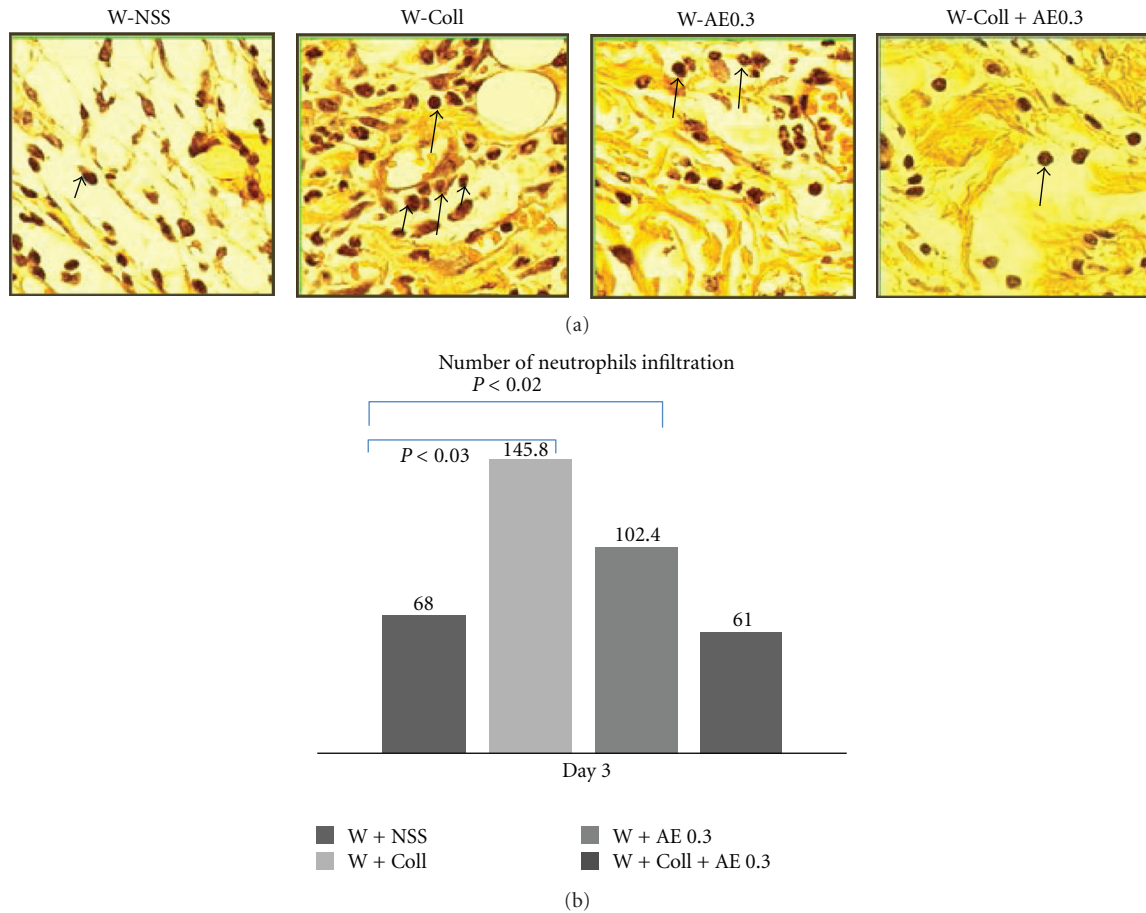 W-NSS
W-Coll
W-AE0.3
W-Coll + AE0.3
(a)
Number of neutrophils infiltration
P < 0.02
P < 0.03
145.8
102.4
68
61
Day 3
W + NSS
W + Coll
W + AE 0.3
W + Coll + AE 0.3
(b)